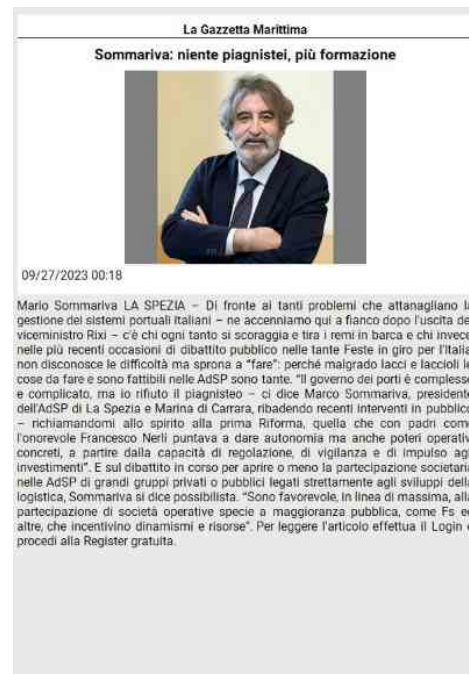 La Gazzetta Marittima
Sommariva: niente piagnistei, più formazione
09/27/2023 00:18
Mario Sommariva LA SPEZIA – Di fronte ai tanti problemi che attanagliano la
gestione dei sistemi portuali italiani – ne accenniamo qui a fianco dopo l'uscita del
viceministro Rixi – c'è chi ogni tanto si scoraggia e tira i remi in barca e chi invece
nelle più recenti occasioni di dibattito pubblico nelle tante Feste in giro per l'Italia
non disconosce le difficoltà ma sprona a "fare": perché malgrado lacci e laccioli le
cose da fare e sono fattibili nelle AdSP sono tante. "Il governo dei porti è complesso
e complicato, ma io rifiuto il piagnisteo – ci dice Marco Sommariva, presidente
dell'AdSP di La Spezia e Marina di Carrara, ribadendo recenti interventi in pubblico
– richiamandomi allo spirito alla prima Riforma, quella che con padri come
l'onorevole Francesco Nerli puntava a dare autonomia ma anche poteri operativi
concreti, a partire dalla capacità di regolazione, di vigilanza e di impulso agli
investimenti". E sul dibattito in corso per aprire o meno la partecipazione societaria
nelle AdSP di grandi gruppi privati o pubblici legati strettamente agli sviluppi della
logistica, Sommariva si dice possibilista. "Sono favorevole, in linea di massima, alla
partecipazione di società operative specie a maggioranza pubblica, come Fs ed
altre, che incentivino dinamismi e risorse". Per leggere l'articolo effettua il Login o
procedi alla Register gratuita.